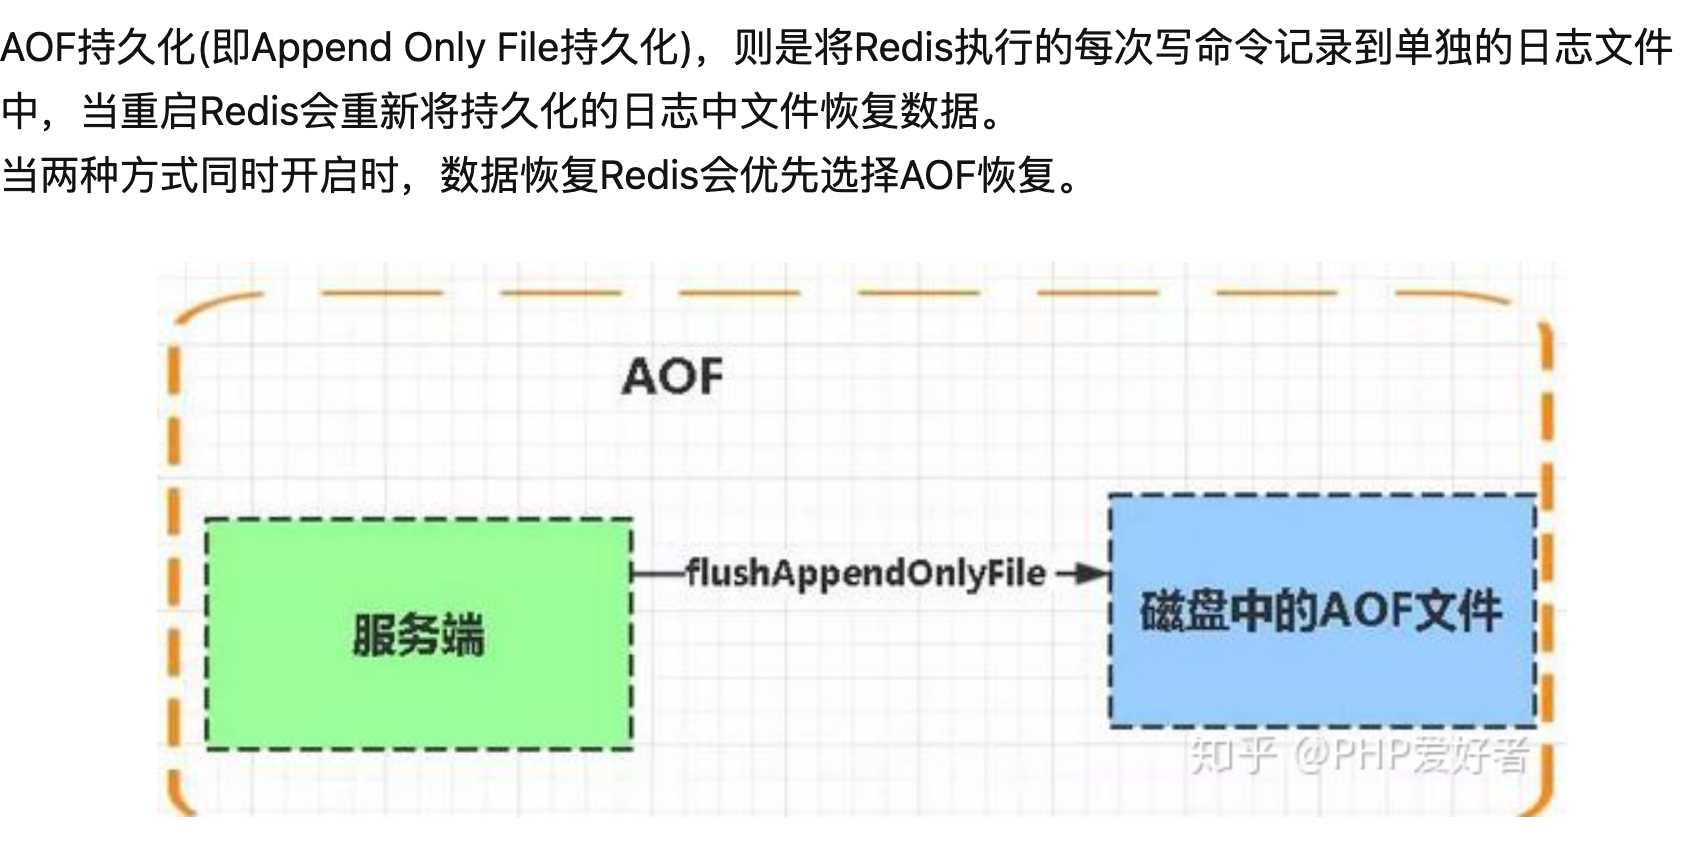 AOF持久化(即Append Only File持久化)，则是将Redis执行的每次写命令记录到单独的日志文件
中，当重启Redis会重新将持久化的日志中文件恢复数据。
当两种方式同时开启时，数据恢复Redis会优先选择AOF恢复。
AOF
flushAppendOnlyFile
服务端
磁盘中的AOF文件
知乎 @PHP爱好者